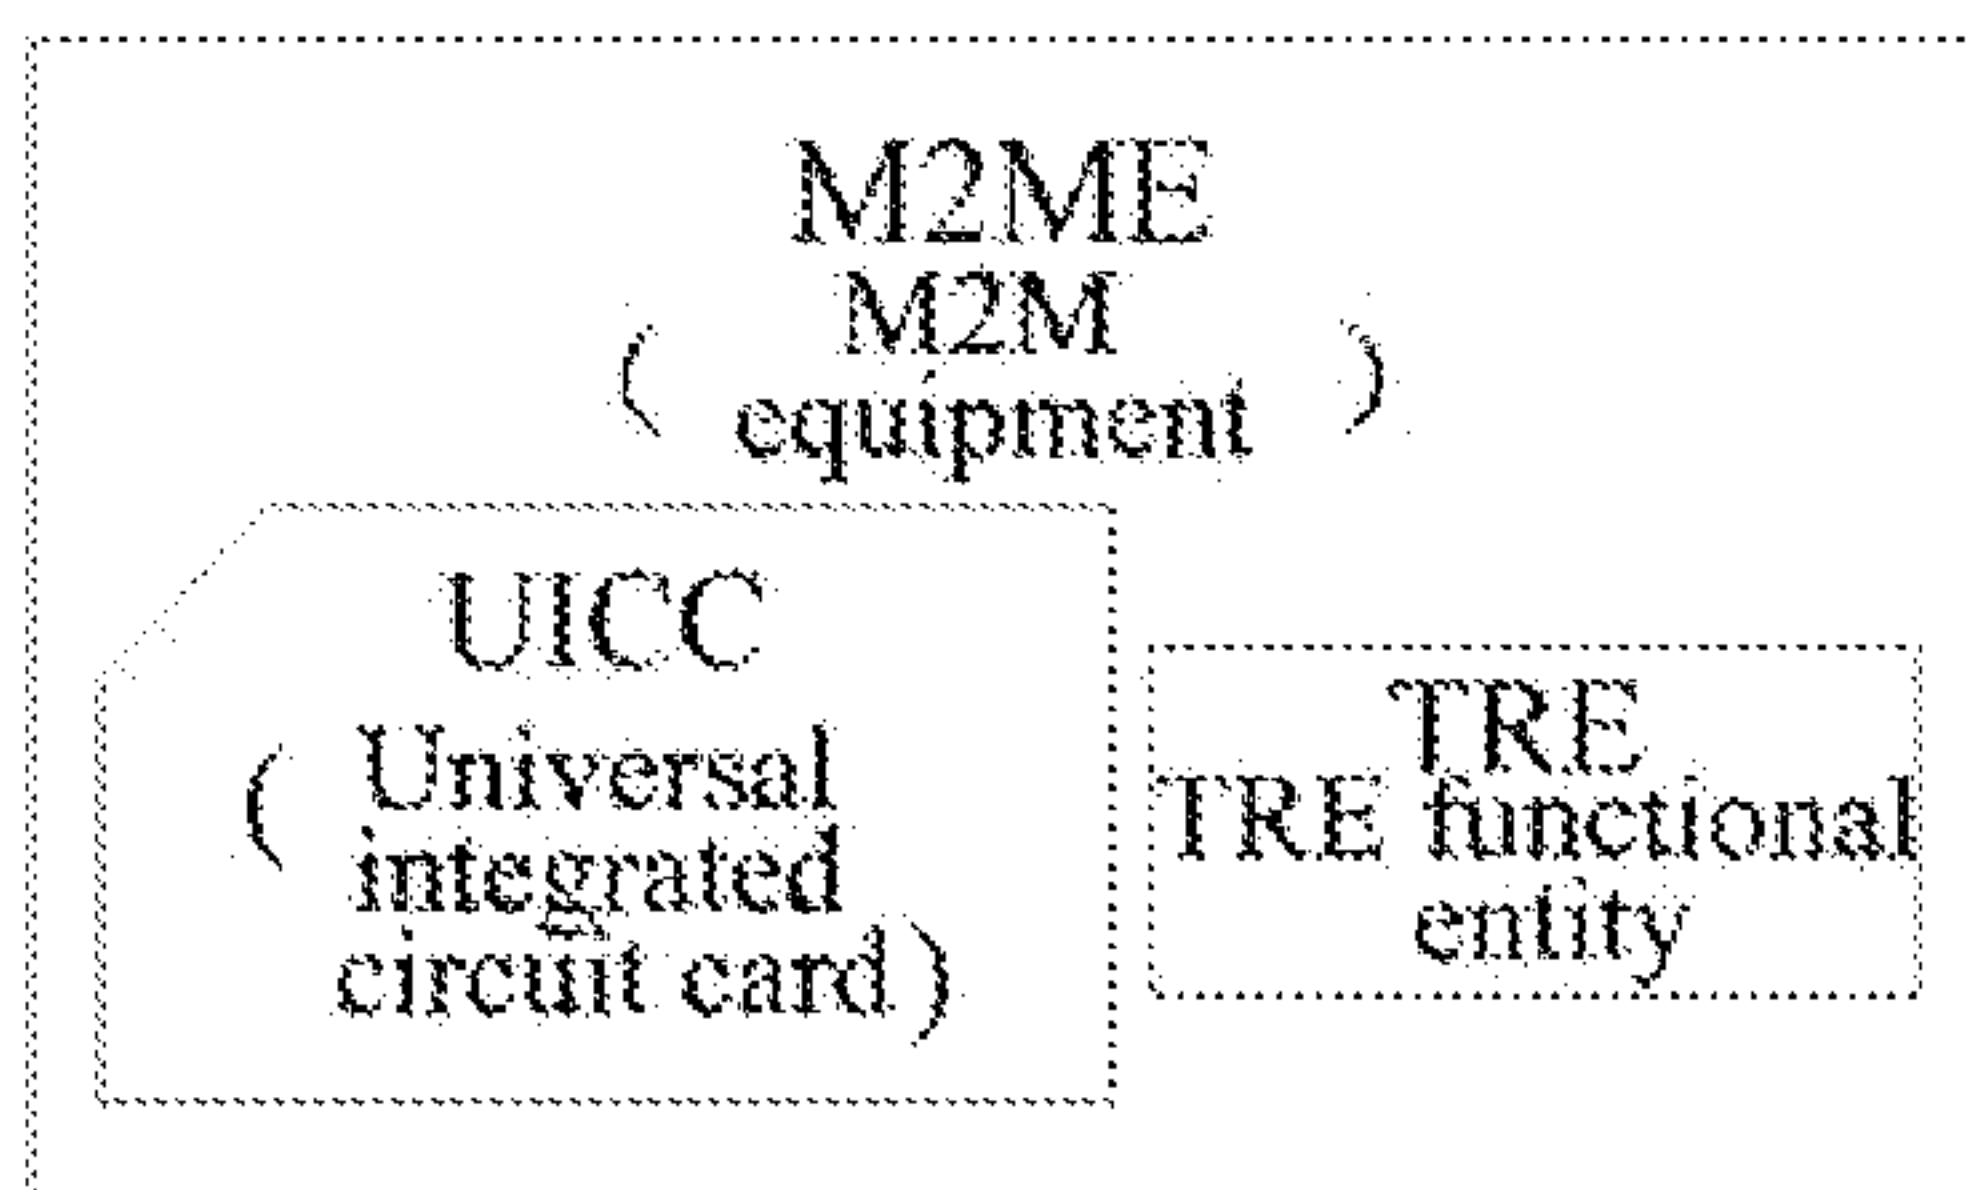 M2ME
( M2M )
equipment
UICC
( Universal
integrated
circuit card )
TRE
TRE functional
entity